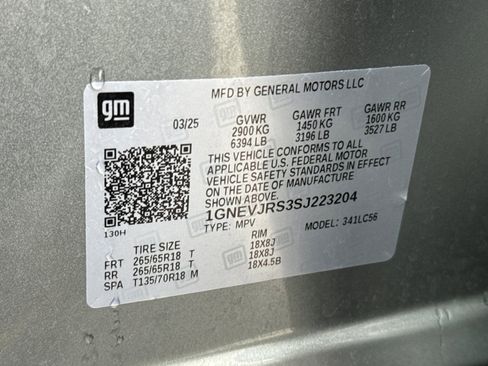 gm
MFD BY GENERAL MOTORS LLC
03/25 GVWR GAWR FRT GAWR RR
2900 KG 1450 KG 1600 KG
6394 LB 3196 LB 3527 LB
THIS VEHICLE CONFORMS TO ALL
APPLICABLE U.S. FEDERAL MOTOR
VEHICLE SAFETY STANDARDS IN EFFECT
ON THE DATE OF MANUFACTURE SHOWN ABOVE.
1GNEVJRS3SJ223204
TYPE: MPV MODEL: 341LC56
130H
TIRE SIZE RIM
FRT 265/65R18 T 18X8J
RR 265/65R18 T 18X8J
SPA T135/70R18 M 18X4.5B